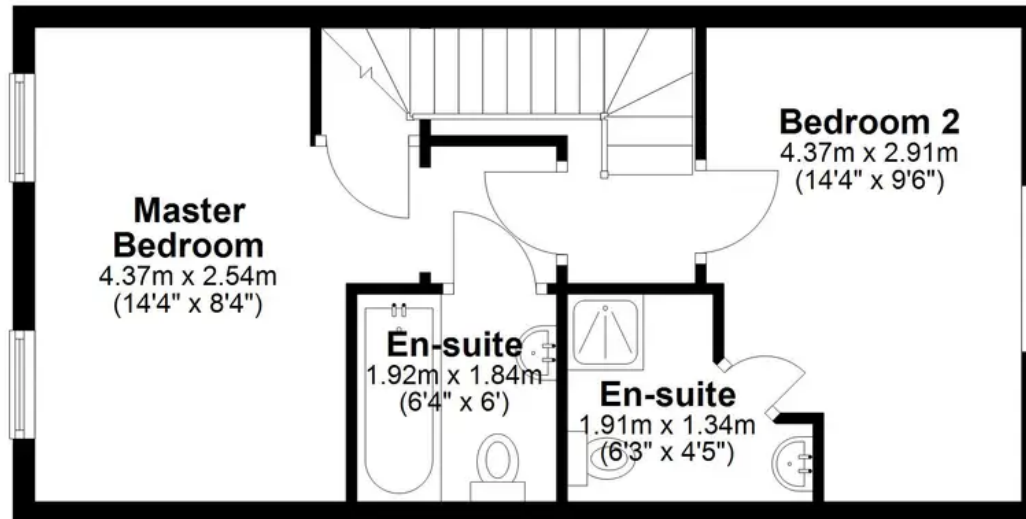 Master
Bedroom
4.37m x 2.54m
(14'4" x 8'4")
Bedroom 2
4.37m x 2.91m
(14'4" x 9'6")
En-suite
1.92m x 1.84m
(6'4" x 6')
En-suite
1.91m x 1.34m
(6'3" x 4'5")